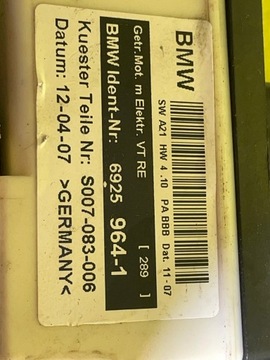 BMW
SW A21 HW 4.10 PA BBB Dat. 11-07
Getr.Mot. m Elektr. VT RE [ 289 ]
BMW Ident-Nr: 6925 964-1
Kuester Teile Nr: S007-083-006
Datum: 12-04-07 >GERMANY<